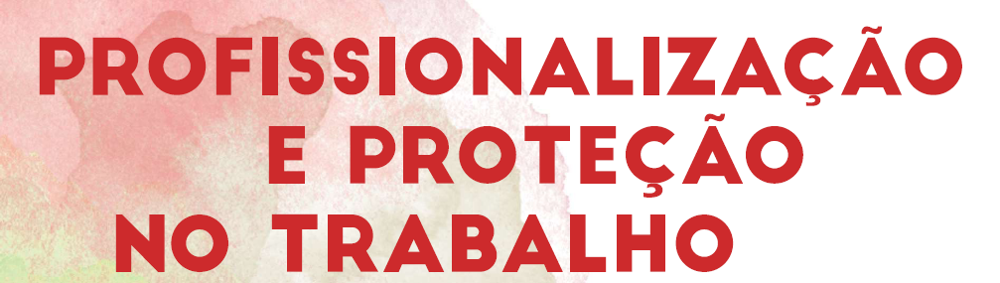 PROFISSIONALIZAÇÃO
E PROTEÇÃO
NO TRABALHO